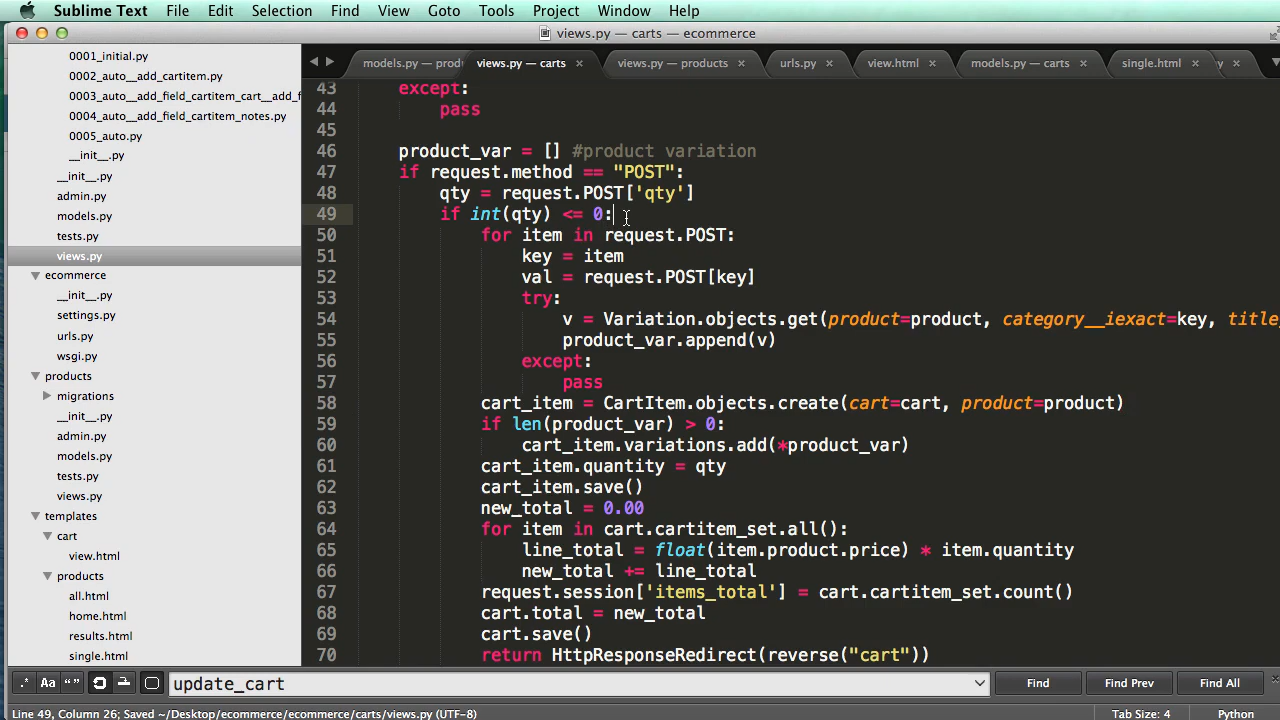 Sublime Text File Edit Selection Find View Goto Tools Project Window Help
views.py — carts — ecommerce
0001_initial.py
0002_auto__add_cartitem.py
0003_auto__add_field_cartitem_cart__add_f
0004_auto__add_field_cartitem_notes.py
0005_auto.py
__init__.py
__init__.py
admin.py
models.py
tests.py
views.py
ecommerce
__init__.py
settings.py
urls.py
wsgi.py
products
migrations
__init__.py
admin.py
models.py
tests.py
views.py
templates
cart
view.html
products
all.html
home.html
results.html
single.html
models.py — prod views.py — carts × views.py — products × urls.py × view.html × models.py — carts × single.html × y ×
43 except:
44 pass
45
46 product_var = [] #product variation
47 if request.method == "POST":
48 qty = request.POST['qty']
49 if int(qty) <= 0:
50 for item in request.POST:
51 key = item
52 val = request.POST[key]
53 try:
54 v = Variation.objects.get(product=product, category__iexact=key, title
55 product_var.append(v)
56 except:
57 pass
58 cart_item = CartItem.objects.create(cart=cart, product=product)
59 if len(product_var) > 0:
60 cart_item.variations.add(*product_var)
61 cart_item.quantity = qty
62 cart_item.save()
63 new_total = 0.00
64 for item in cart.cartitem_set.all():
65 line_total = float(item.product.price) * item.quantity
66 new_total += line_total
67 request.session['items_total'] = cart.cartitem_set.count()
68 cart.total = new_total
69 cart.save()
70 return HttpResponseRedirect(reverse("cart"))
.* Aa “ ” update_cart Find Find Prev Find All
Line 49, Column 26; Saved ~/Desktop/ecommerce/ecommerce/carts/views.py (UTF-8) Tab Size: 4 Python